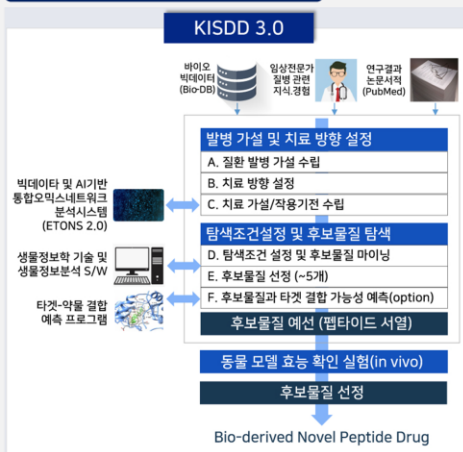 KISDD 3.0
바이오
빅데이터
(Bio-DB)
임상전문가
질병 관련
지식.경험
연구결과
논문서적
(PubMed)
발병 가설 및 치료 방향 설정
A. 질환 발병 가설 수립
B. 치료 방향 설정
C. 치료 가설/작용기전 수립
빅데이타 및 AI기반
통합오믹스네트워크
분석시스템
(ETONS 2.0)
탐색조건설정 및 후보물질 탐색
D. 탐색조건 설정 및 후보물질 마이닝
E. 후보물질 선정 (~5개)
F. 후보물질과 타겟 결합 가능성 예측(option)
생물정보학 기술 및
생물정보분석 S/W
타겟-약물 결합
예측 프로그램
후보물질 예선 (펩타이드 서열)
동물 모델 효능 확인 실험(in vivo)
후보물질 선정
Bio-derived Novel Peptide Drug